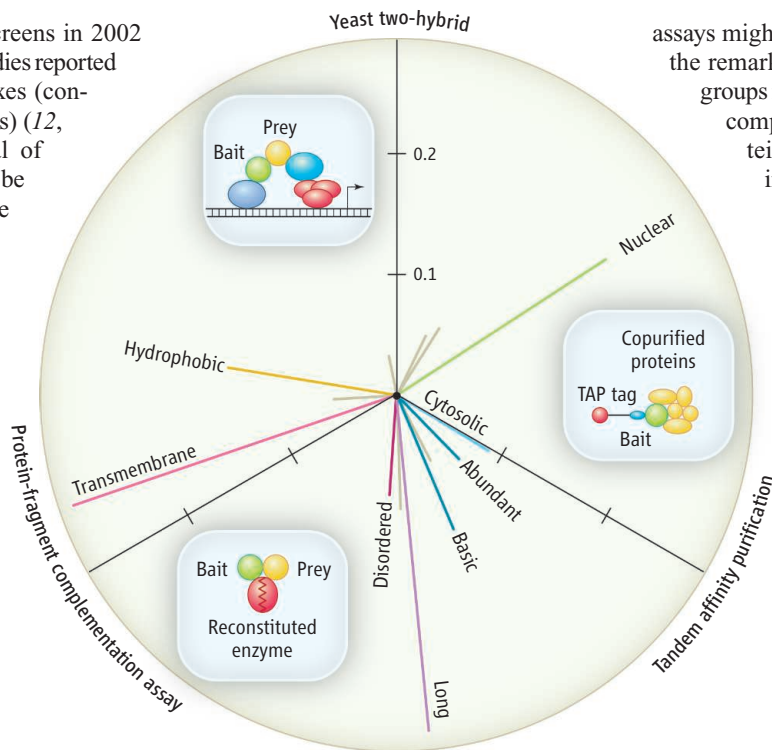 creens in 2002
dies reported
xes (con-
s) (12,
al of
be
e
assays migh
the remark
groups
comp
tei
i
Yeast two-hybrid
0.2
0.1
Prey
Bait
Nuclear
Copurified
proteins
TAP tag
Bait
Hydrophobic
Cytosolic
Abundant
Basic
Transmembrane
Disordered
Long
Bait
Prey
Reconstituted
enzyme
Protein-fragment complementation assay
Tandem affinity purification